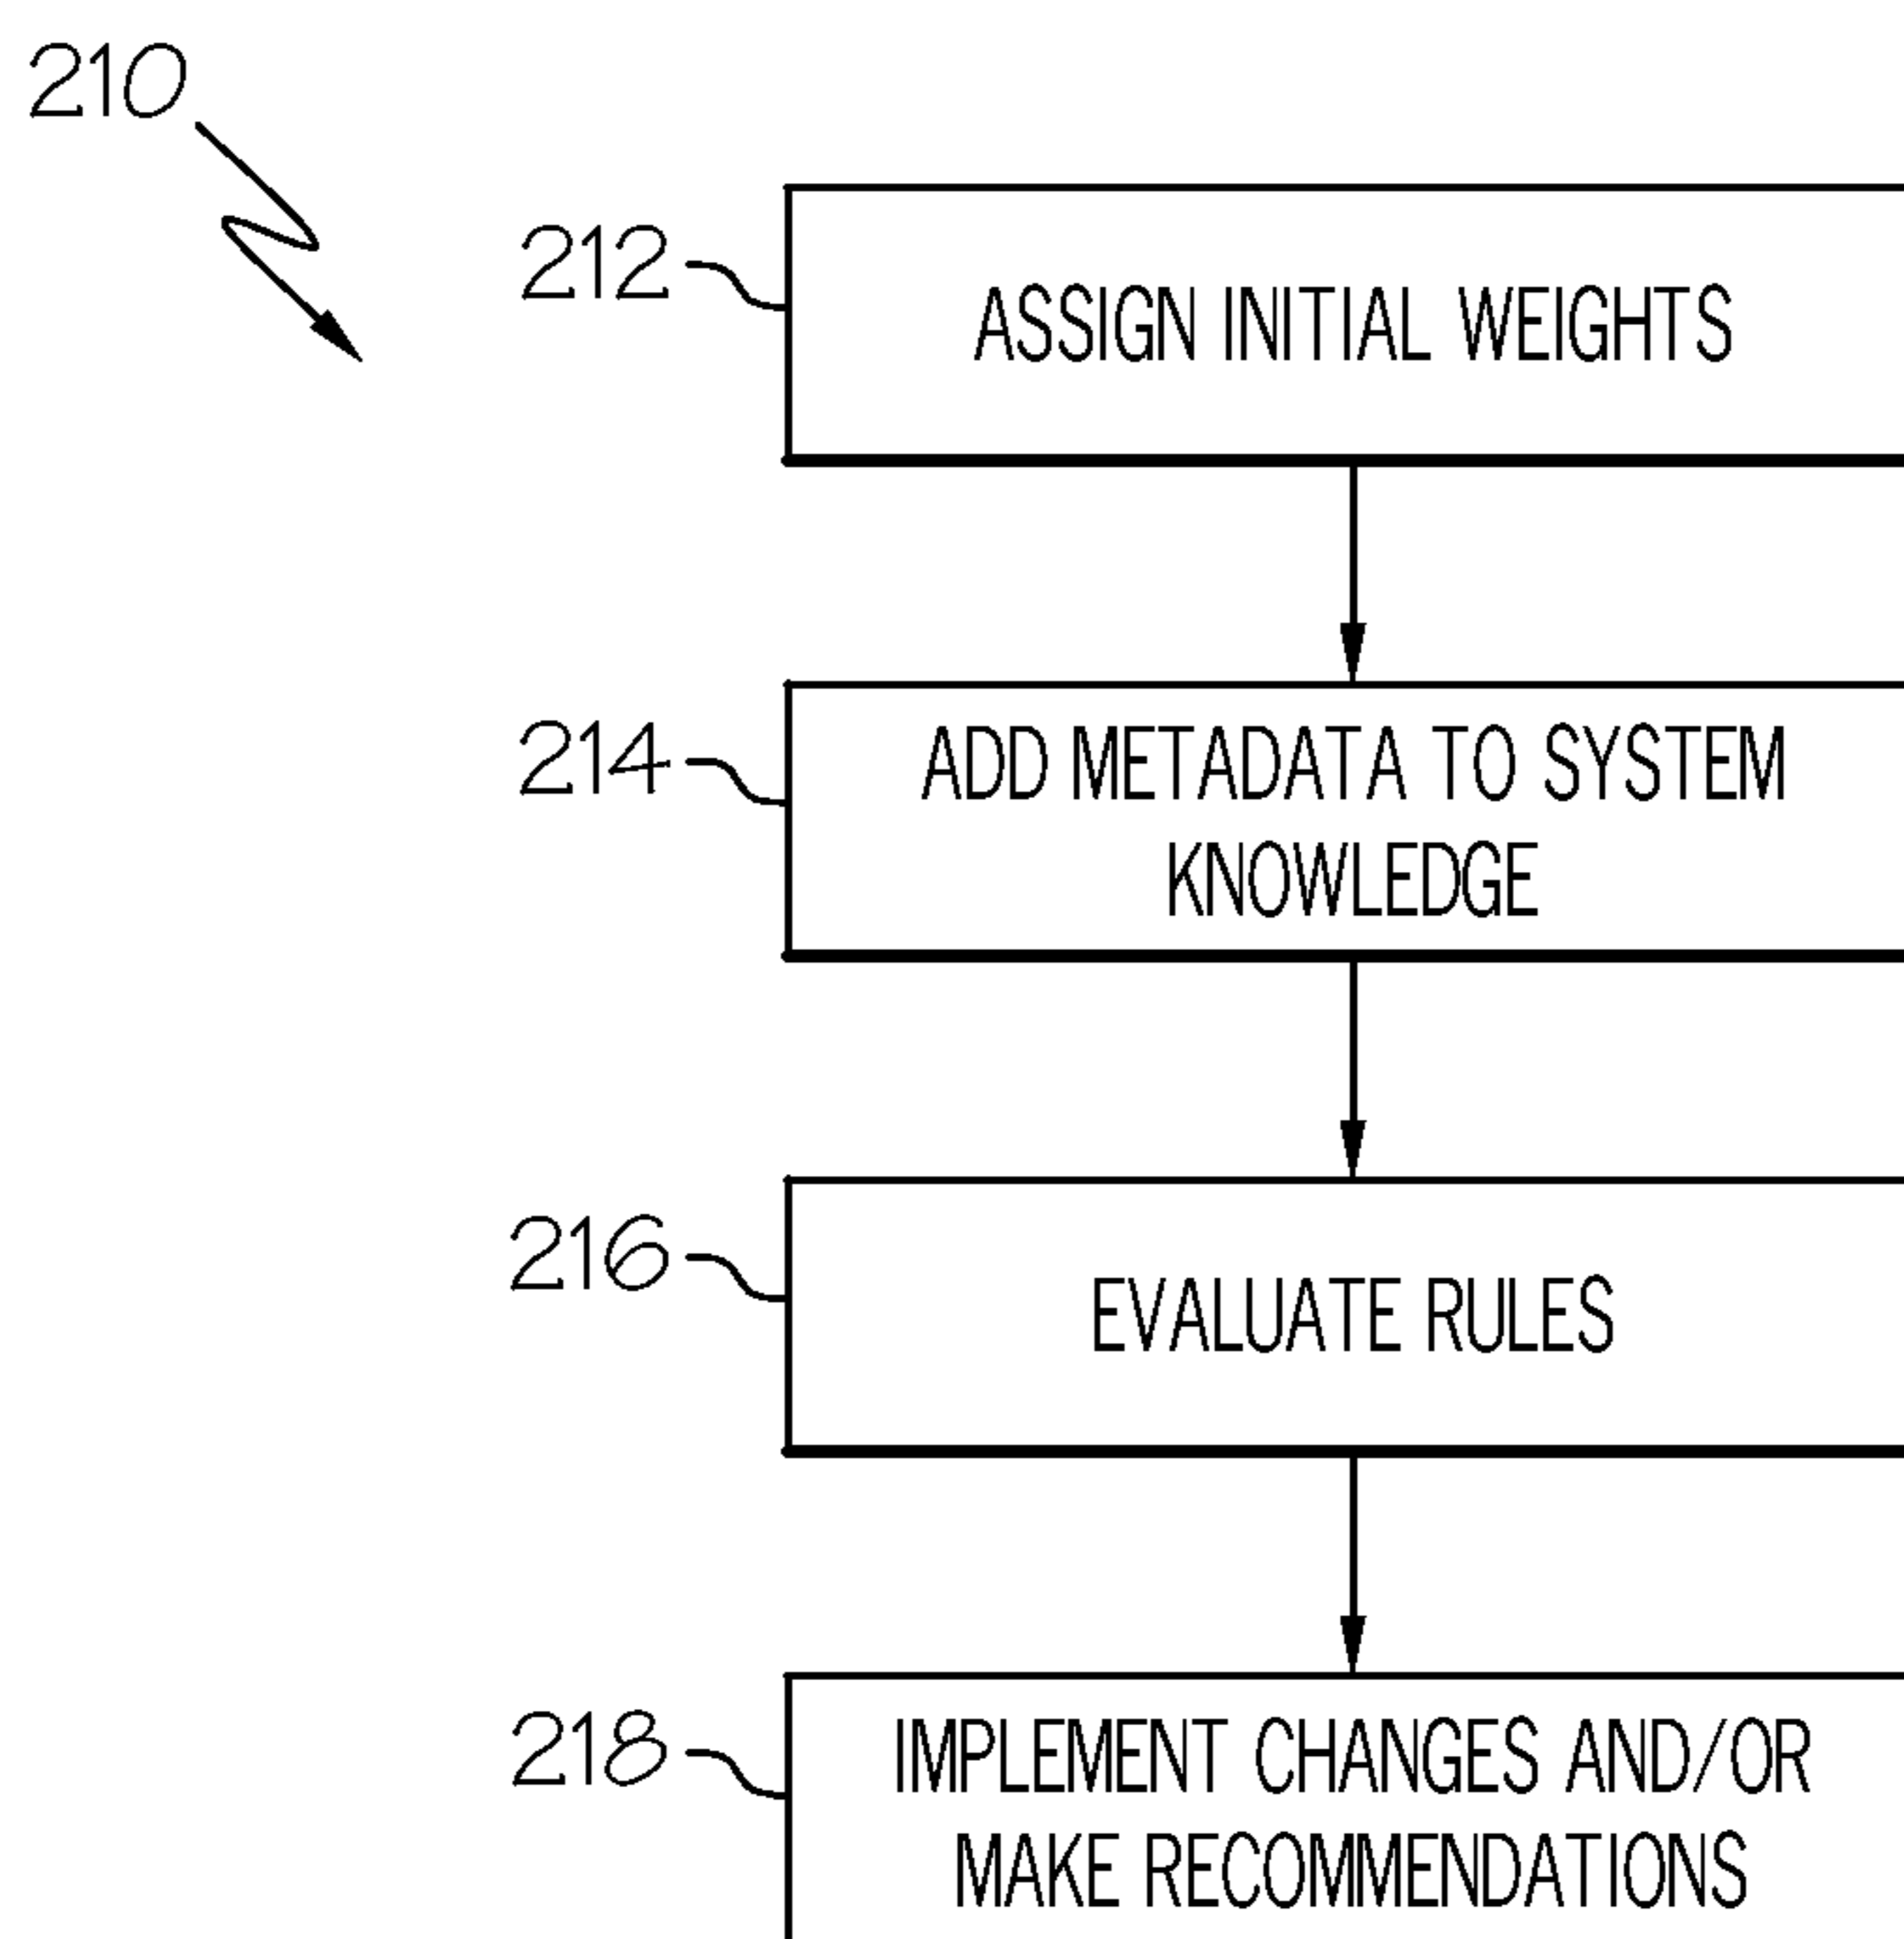 210
212
ASSIGN INITIAL WEIGHTS
214
ADD METADATA TO SYSTEM
KNOWLEDGE
216
EVALUATE RULES
218
IMPLEMENT CHANGES AND/OR
MAKE RECOMMENDATIONS